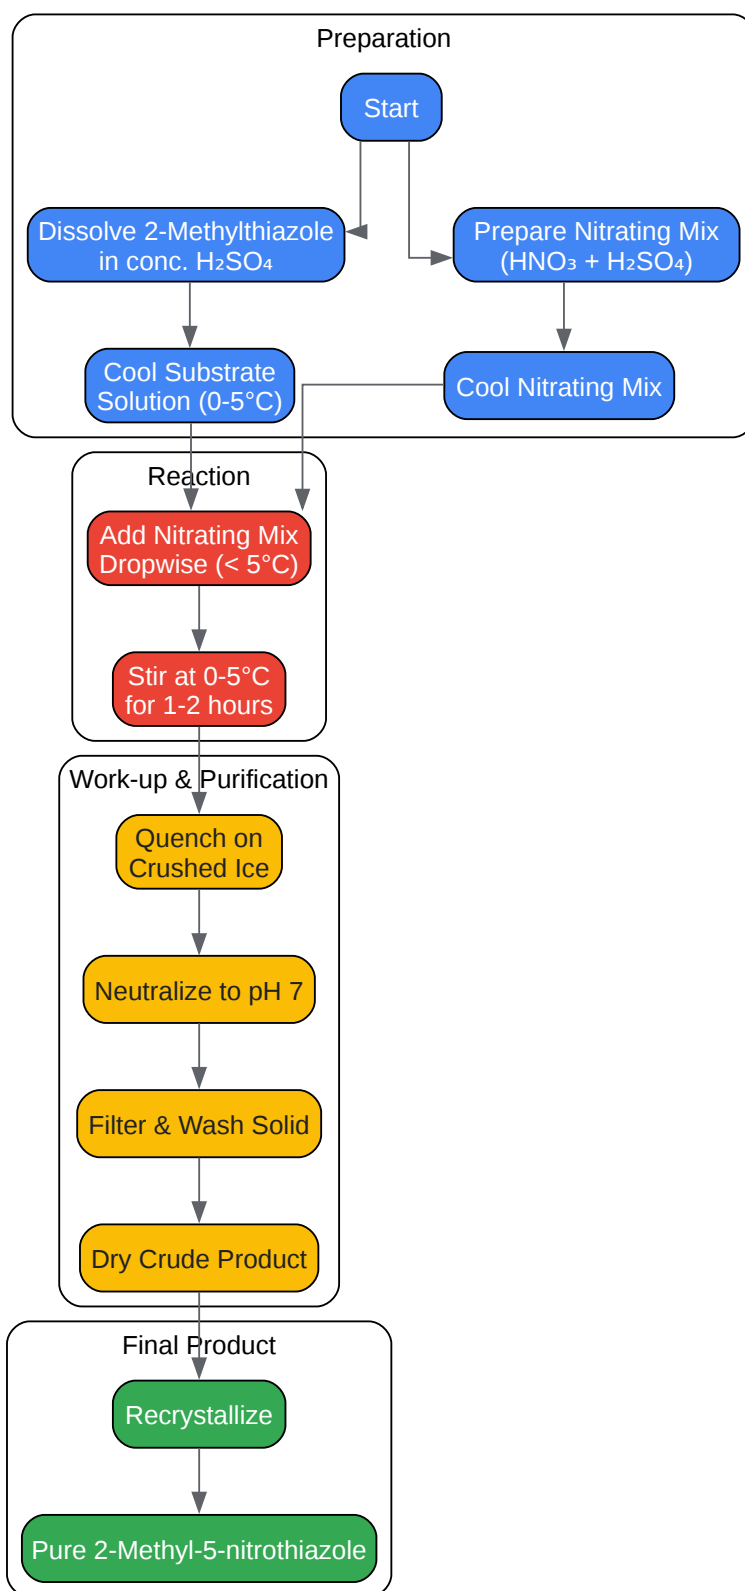 Preparation
Start
Dissolve 2-Methylthiazole
in conc. H₂SO₄
Prepare Nitrating Mix
(HNO₃ + H₂SO₄)
Cool Substrate
Solution (0-5°C)
Cool Nitrating Mix
Reaction
Add Nitrating Mix
Dropwise (< 5°C)
Stir at 0-5°C
for 1-2 hours
Work-up & Purification
Quench on
Crushed Ice
Neutralize to pH 7
Filter & Wash Solid
Dry Crude Product
Final Product
Recrystallize
Pure 2-Methyl-5-nitrothiazole